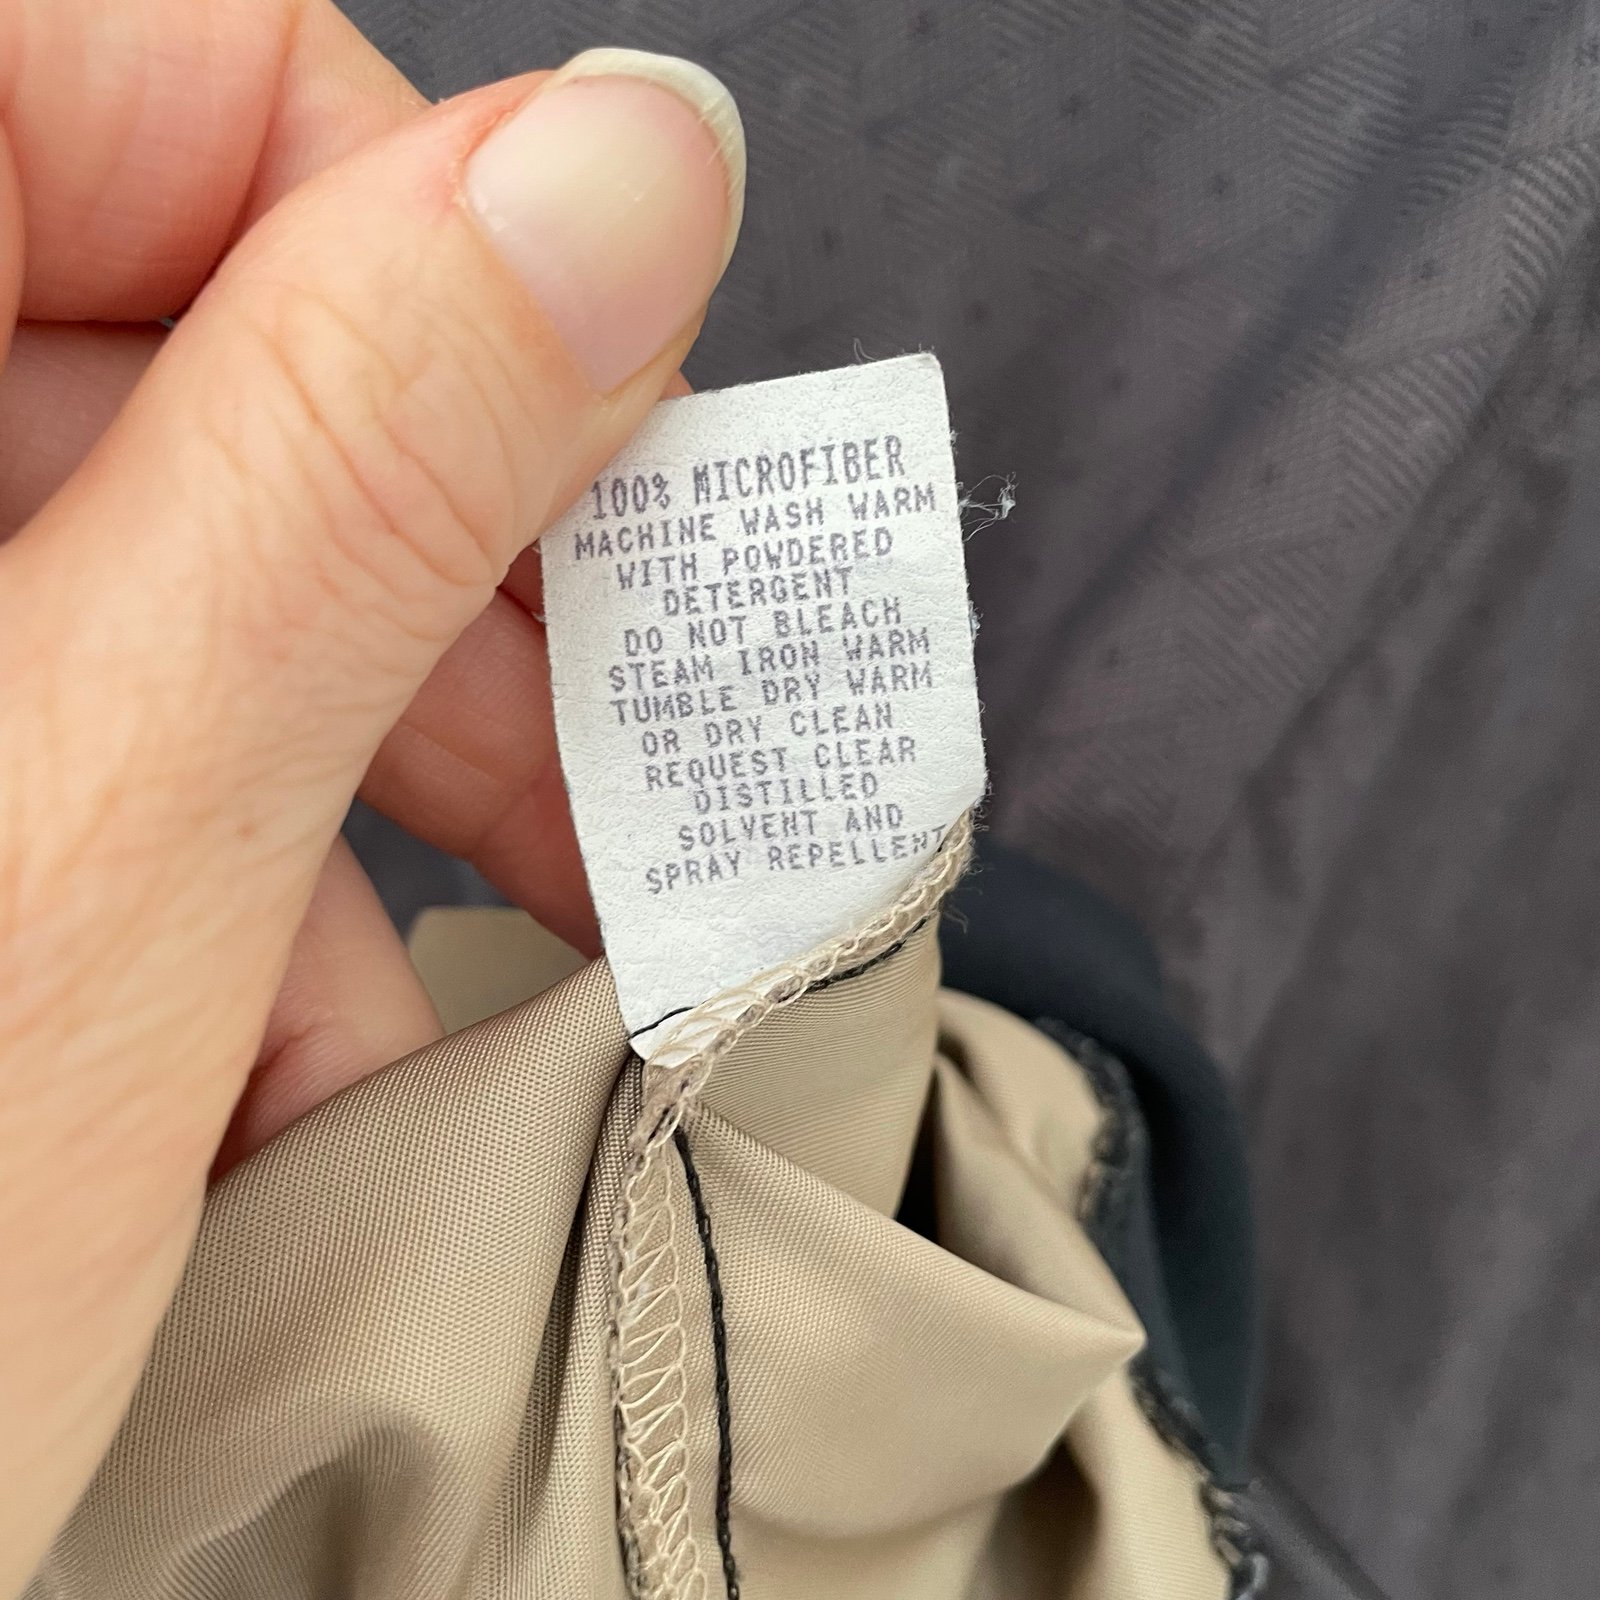 100% MICROFIBER
MACHINE WASH WARM
WITH POWDERED
DETERGENT
DO NOT BLEACH
STEAM IRON WARM
TUMBLE DRY WARM
OR DRY CLEAN
REQUEST CLEAR
DISTILLED
SOLVENT AND
SPRAY REPELLENT